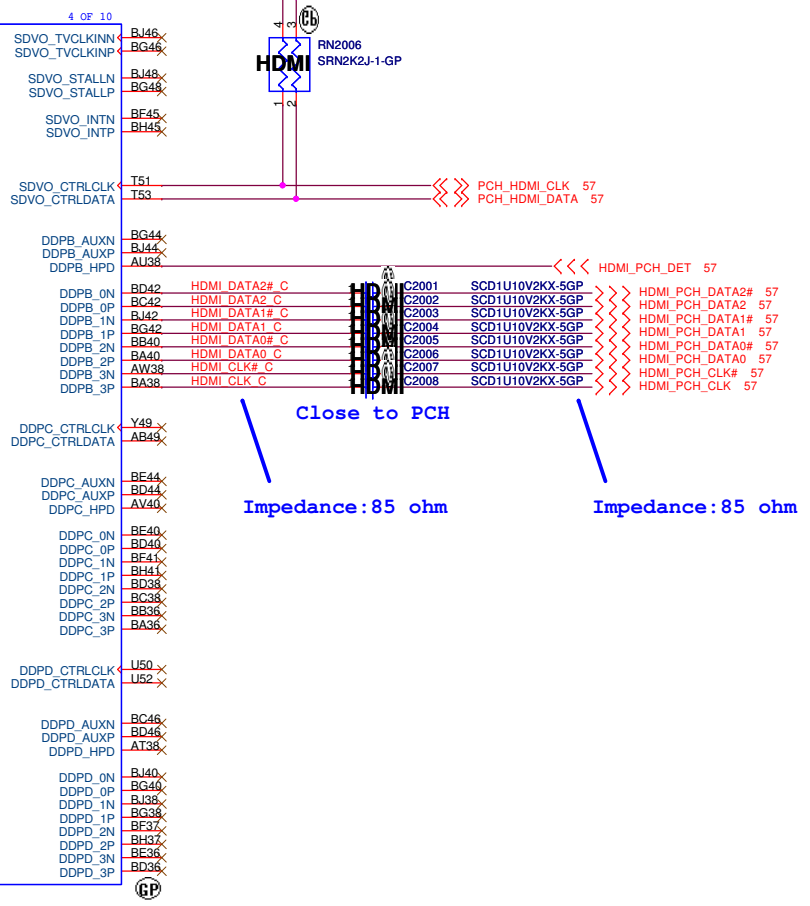 4 OF 10
4 3 Cb
RN2006
HDMI SRN2K2J-1-GP
1 2
SDVO_TVCLKINN BJ46
SDVO_TVCLKINP BG46
SDVO_STALLN BJ48
SDVO_STALLP BG48
SDVO_INTN BF45
SDVO_INTP BH45
SDVO_CTRLCLK T51 PCH_HDMI_CLK 57
SDVO_CTRLDATA T53 PCH_HDMI_DATA 57
DDPB_AUXN BG44
DDPB_AUXP BJ44
DDPB_HPD AU38 HDMI_PCH_DET 57
DDPB_0N BD42 HDMI_DATA2#_C C2001 SCD1U10V2KX-5GP HDMI_PCH_DATA2# 57
DDPB_0P BC42 HDMI_DATA2_C C2002 SCD1U10V2KX-5GP HDMI_PCH_DATA2 57
DDPB_1N BJ42 HDMI_DATA1#_C C2003 SCD1U10V2KX-5GP HDMI_PCH_DATA1# 57
DDPB_1P BG42 HDMI_DATA1_C C2004 SCD1U10V2KX-5GP HDMI_PCH_DATA1 57
DDPB_2N BB40 HDMI_DATA0#_C C2005 SCD1U10V2KX-5GP HDMI_PCH_DATA0# 57
DDPB_2P BA40 HDMI_DATA0_C C2006 SCD1U10V2KX-5GP HDMI_PCH_DATA0 57
DDPB_3N AW38 HDMI_CLK#_C C2007 SCD1U10V2KX-5GP HDMI_PCH_CLK# 57
DDPB_3P BA38 HDMI_CLK_C HDMI C2008 SCD1U10V2KX-5GP HDMI_PCH_CLK 57
Close to PCH
DDPC_CTRLCLK Y49
DDPC_CTRLDATA AB49
DDPC_AUXN BE44
DDPC_AUXP BD44
DDPC_HPD AV40
Impedance:85 ohm Impedance:85 ohm
DDPC_0N BE40
DDPC_0P BD40
DDPC_1N BF41
DDPC_1P BH41
DDPC_2N BD38
DDPC_2P BC38
DDPC_3N BB36
DDPC_3P BA36
DDPD_CTRLCLK U50
DDPD_CTRLDATA U52
DDPD_AUXN BC46
DDPD_AUXP BD46
DDPD_HPD AT38
DDPD_0N BJ40
DDPD_0P BG40
DDPD_1N BJ38
DDPD_1P BG38
DDPD_2N BF37
DDPD_2P BH37
DDPD_3N BE36
DDPD_3P BD36
GP